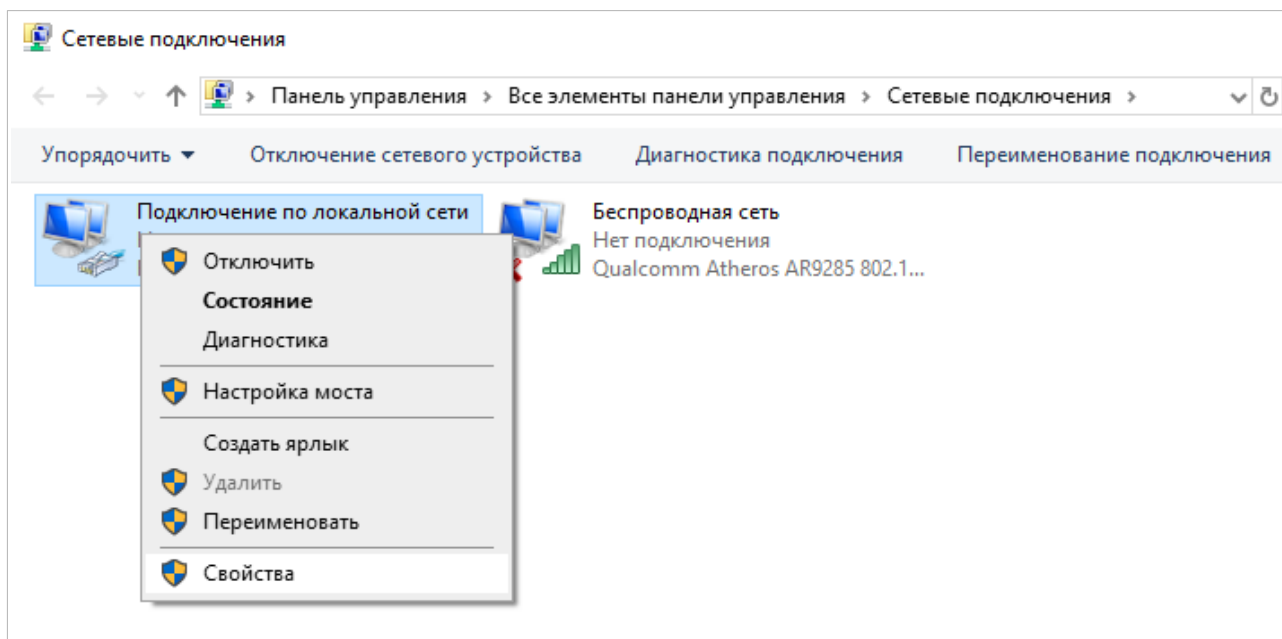 Сетевые подключения
Панель управления > Все элементы панели управления > Сетевые подключения >
Упорядочить Отключение сетевого устройства Диагностика подключения Переименование подключения
Подключение по локальной сети
Беспроводная сеть
Нет подключения
Qualcomm Atheros AR9285 802.1...
Отключить
Состояние
Диагностика
Настройка моста
Создать ярлык
Удалить
Переименовать
Свойства